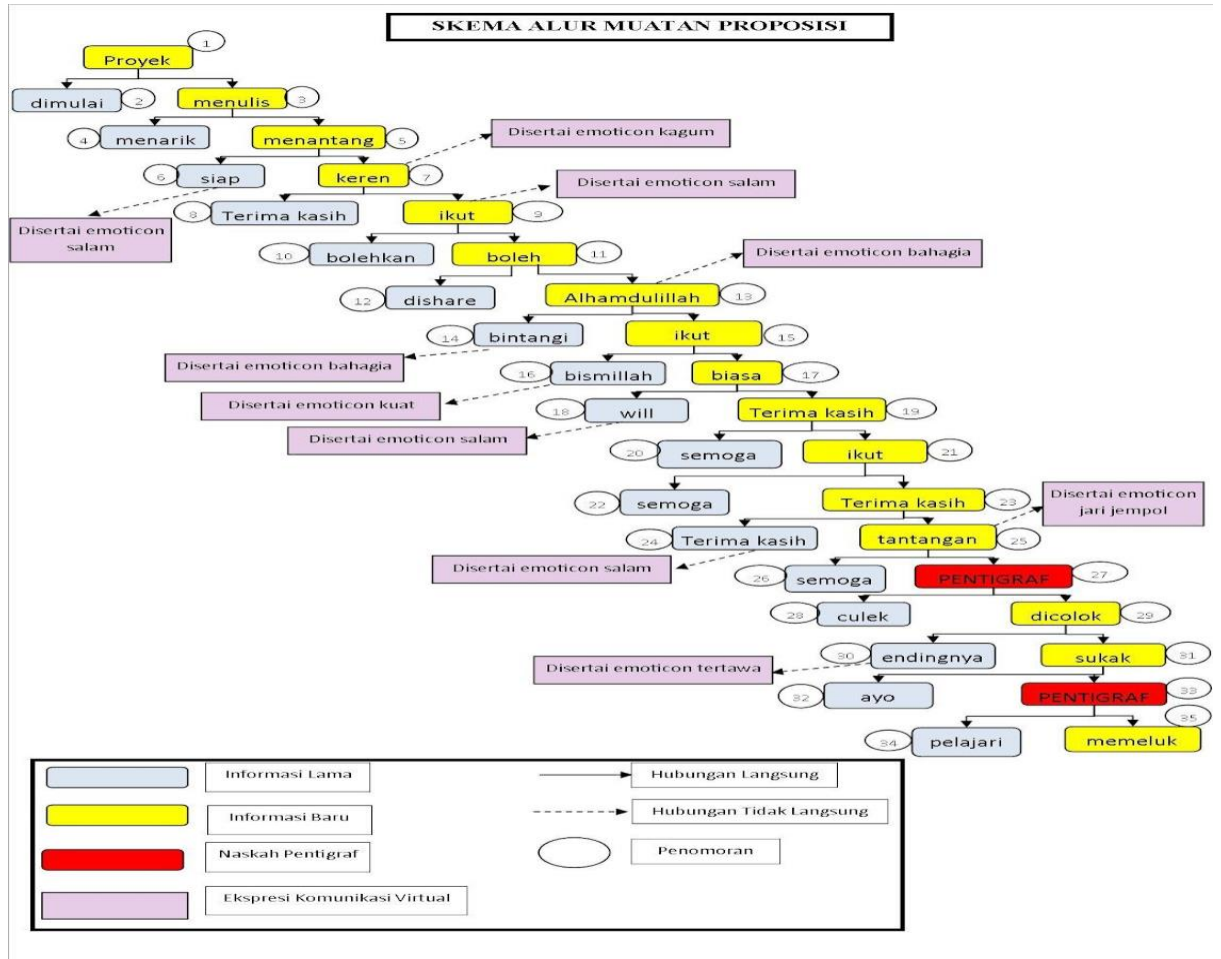 SKEMA ALUR MUATAN PROPOSISI
1
Proyek
dimulai
2
menulis
3
4
menarik
menantang
5
Disertai emoticon kagum
6
siap
keren
7
Disertai emoticon salam
8
Terima kasih
ikut
9
Disertai emoticon
salam
10
bolehkan
boleh
11
Disertai emoticon bahagia
12
dishare
Alhamdulillah
13
14
bintangi
ikut
15
Disertai emoticon bahagia
16
bismillah
biasa
17
Disertai emoticon kuat
18
will
Terima kasih
19
Disertai emoticon salam
20
semoga
ikut
21
22
semoga
Terima kasih
23
Disertai emoticon
jari jempol
24
Terima kasih
tantangan
25
Disertai emoticon salam
26
semoga
PENTIGRAF
27
28
culek
dicolok
29
30
endingnya
sukak
31
Disertai emoticon tertawa
32
ayo
PENTIGRAF
33
34
pelajari
memeluk
35
Informasi Lama
Hubungan Langsung
Informasi Baru
Hubungan Tidak Langsung
Naskah Pentigraf
Penomoran
Ekspresi Komunikasi Virtual